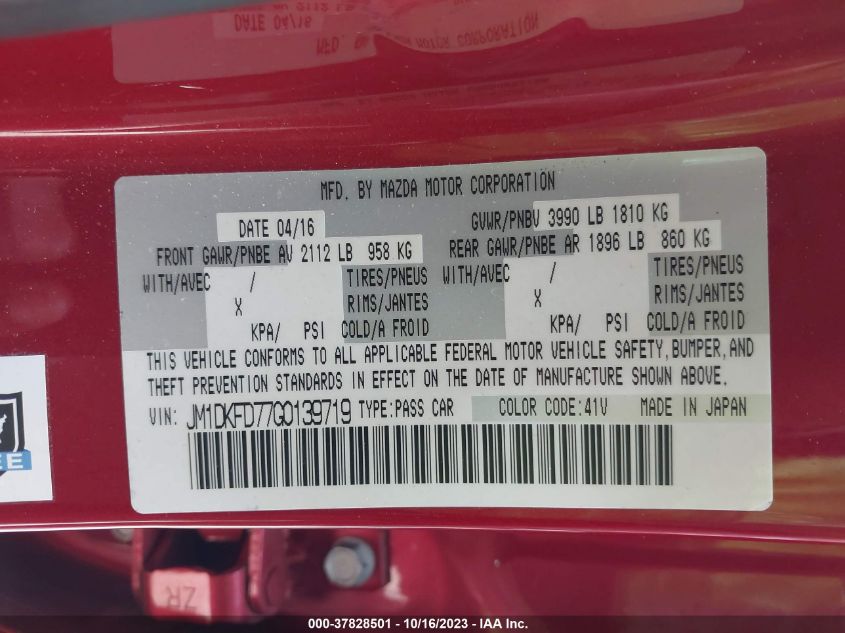 MFD. BY MAZDA MOTOR CORPORATION
DATE 04/16
GVWR/PNBV 3990 LB 1810 KG
FRONT GAWR/PNBE AV 2112 LB 958 KG
REAR GAWR/PNBE AR 1896 LB 860 KG
WITH/AVEC / TIRES/PNEUS WITH/AVEC / TIRES/PNEUS
X RIMS/JANTES X RIMS/JANTES
KPA/ PSI COLD/A FROID KPA/ PSI COLD/A FROID
THIS VEHICLE CONFORMS TO ALL APPLICABLE FEDERAL MOTOR VEHICLE SAFETY, BUMPER, AND
THEFT PREVENTION STANDARDS IN EFFECT ON THE DATE OF MANUFACTURE SHOWN ABOVE.
VIN: JM1DKFD77G0139719 TYPE:PASS CAR COLOR CODE:41V MADE IN JAPAN
ZR
000-37828501 - 10/16/2023 - IAA Inc.